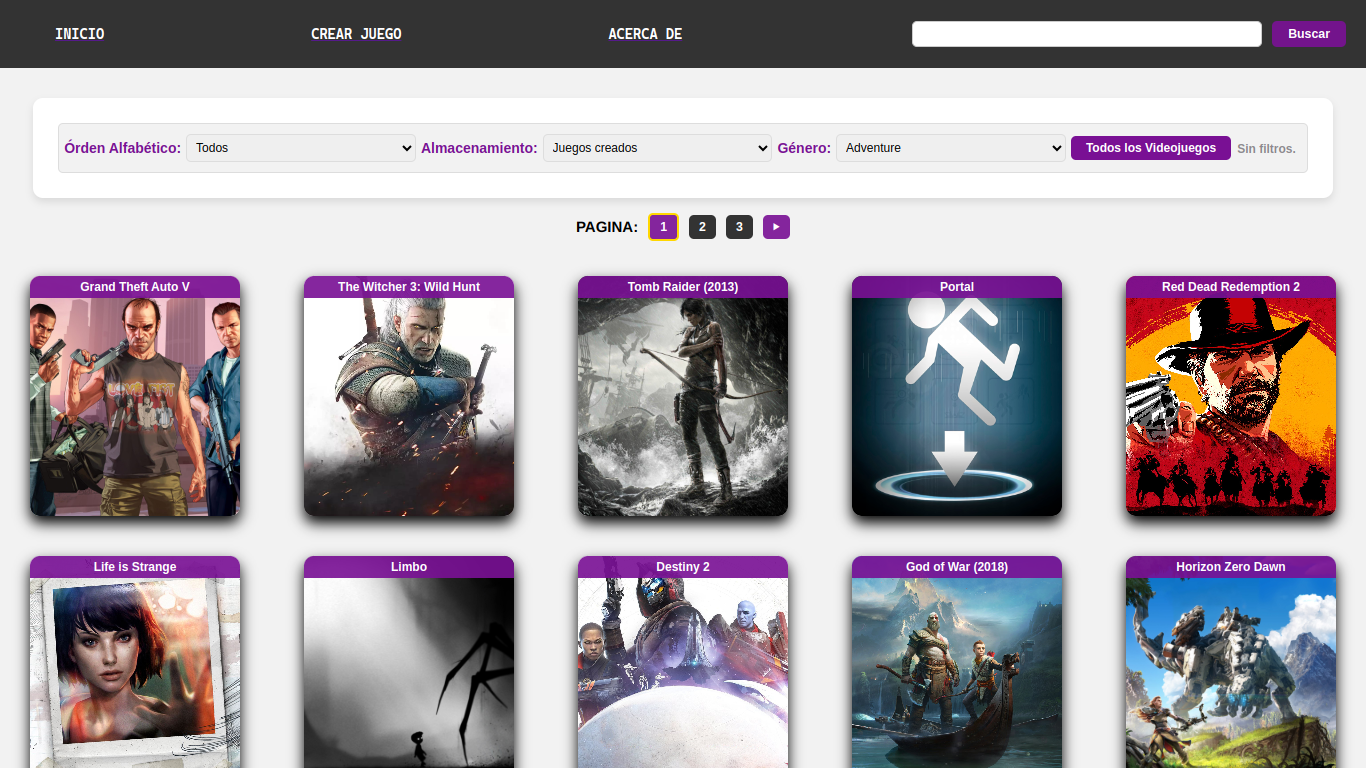 INICIO CREAR JUEGO ACERCA DE Buscar
Órden Alfabético: Todos Almacenamiento: Juegos creados Género: Adventure Todos los Videojuegos Sin filtros.
PAGINA: 1 2 3
Grand Theft Auto V The Witcher 3: Wild Hunt Tomb Raider (2013) Portal Red Dead Redemption 2
Life is Strange Limbo Destiny 2 God of War (2018) Horizon Zero Dawn